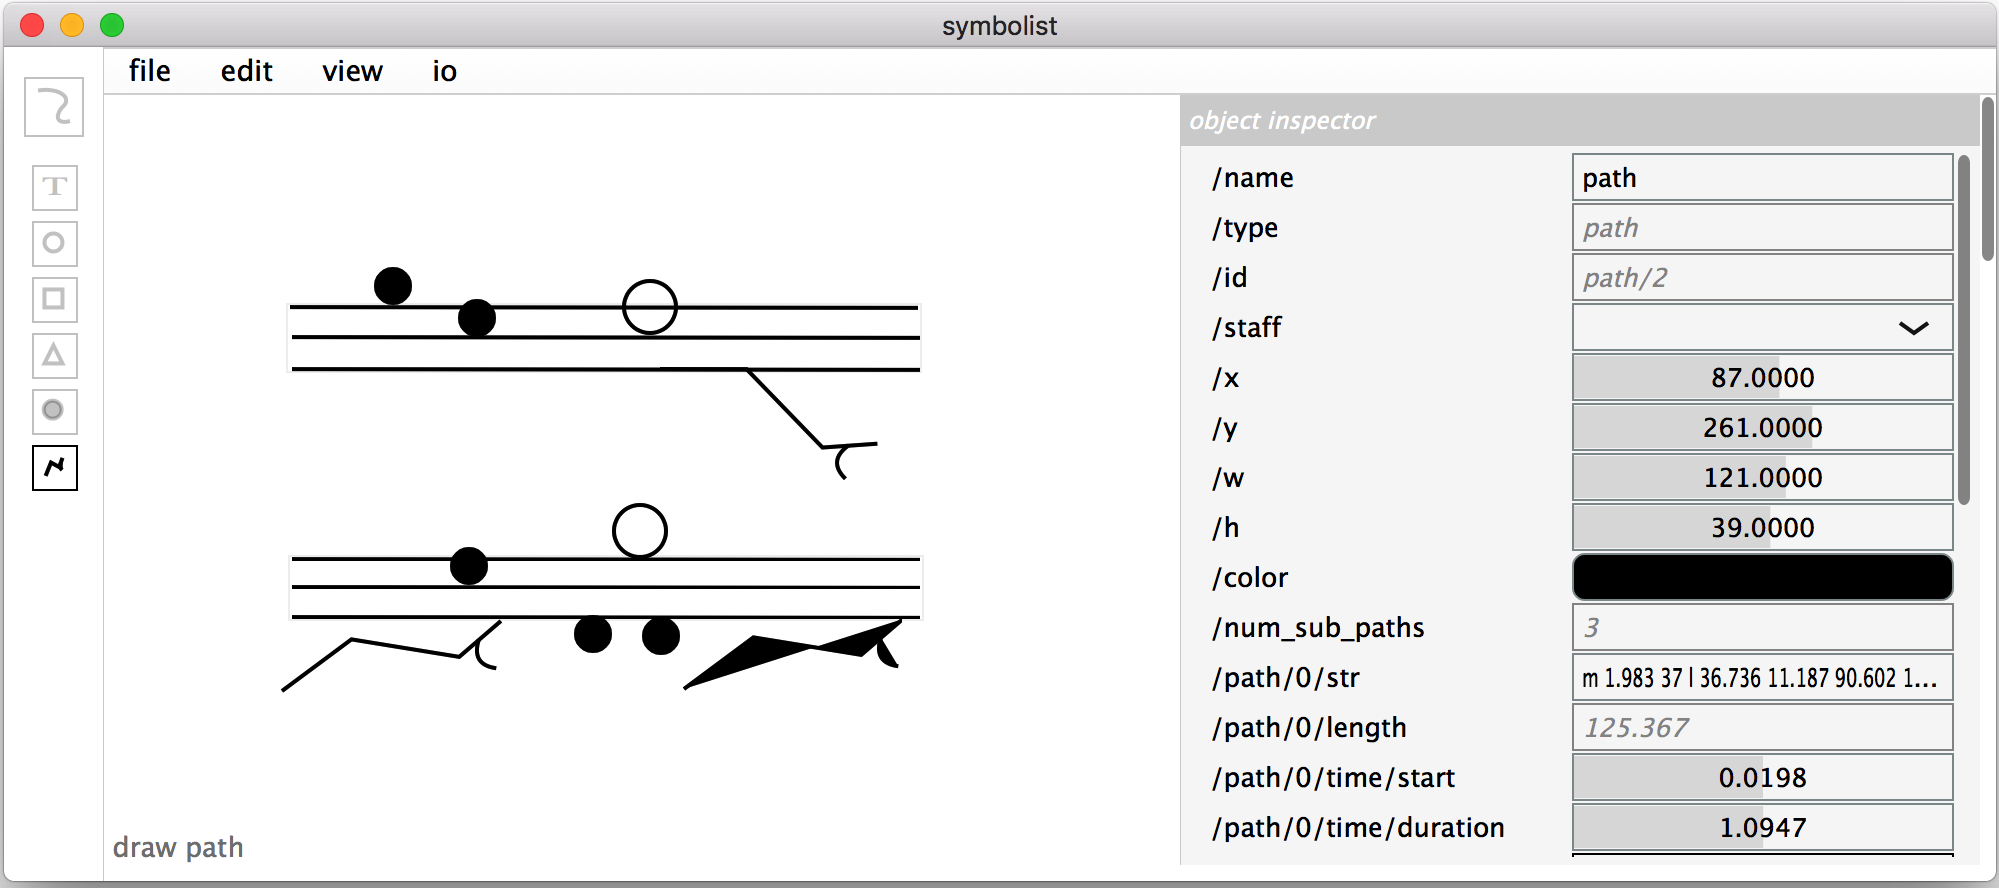 symbolist
file edit view io
T
object inspector
/name path
/type path
/id path/2
/staff
/x 87.0000
/y 261.0000
/w 121.0000
/h 39.0000
/color
/num_sub_paths 3
/path/0/str m 1.983 37 l 36.736 11.187 90.602 1...
/path/0/length 125.367
/path/0/time/start 0.0198
/path/0/time/duration 1.0947
draw path